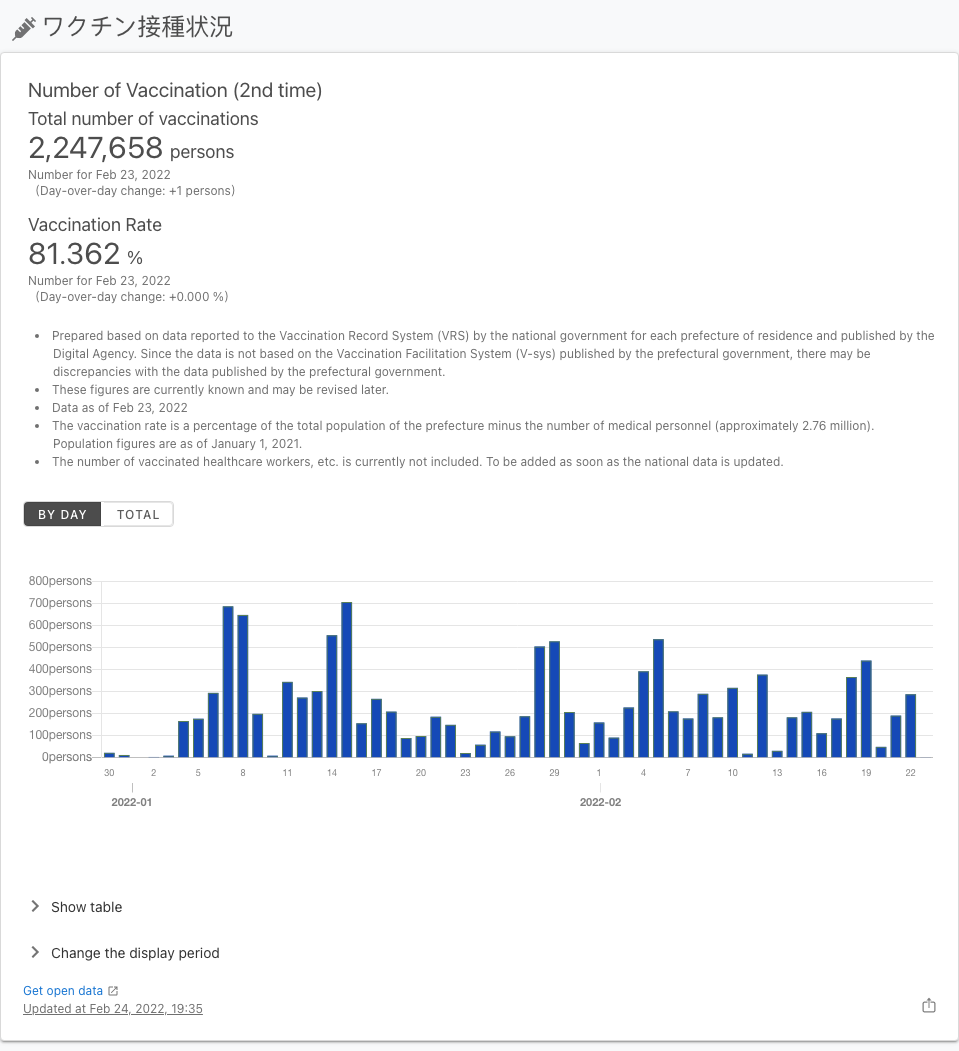 ワクチン接種状況
Number of Vaccination (2nd time)
Total number of vaccinations
2,247,658 persons
Number for Feb 23, 2022
(Day-over-day change: +1 persons)
Vaccination Rate
81.362 %
Number for Feb 23, 2022
(Day-over-day change: +0.000 %)
• Prepared based on data reported to the Vaccination Record System (VRS) by the national government for each prefecture of residence and published by the
Digital Agency. Since the data is not based on the Vaccination Facilitation System (V-sys) published by the prefectural government, there may be
discrepancies with the data published by the prefectural government.
• These figures are currently known and may be revised later.
• Data as of Feb 23, 2022
• The vaccination rate is a percentage of the total population of the prefecture minus the number of medical personnel (approximately 2.76 million).
Population figures are as of January 1, 2021.
• The number of vaccinated healthcare workers, etc. is currently not included. To be added as soon as the national data is updated.
BY DAY TOTAL
800persons
700persons
600persons
500persons
400persons
300persons
200persons
100persons
0persons
30 2 5 8 11 14 17 20 23 26 29 1 4 7 10 13 16 19 22
2022-01 2022-02
Show table
Change the display period
Get open data
Updated at Feb 24, 2022, 19:35